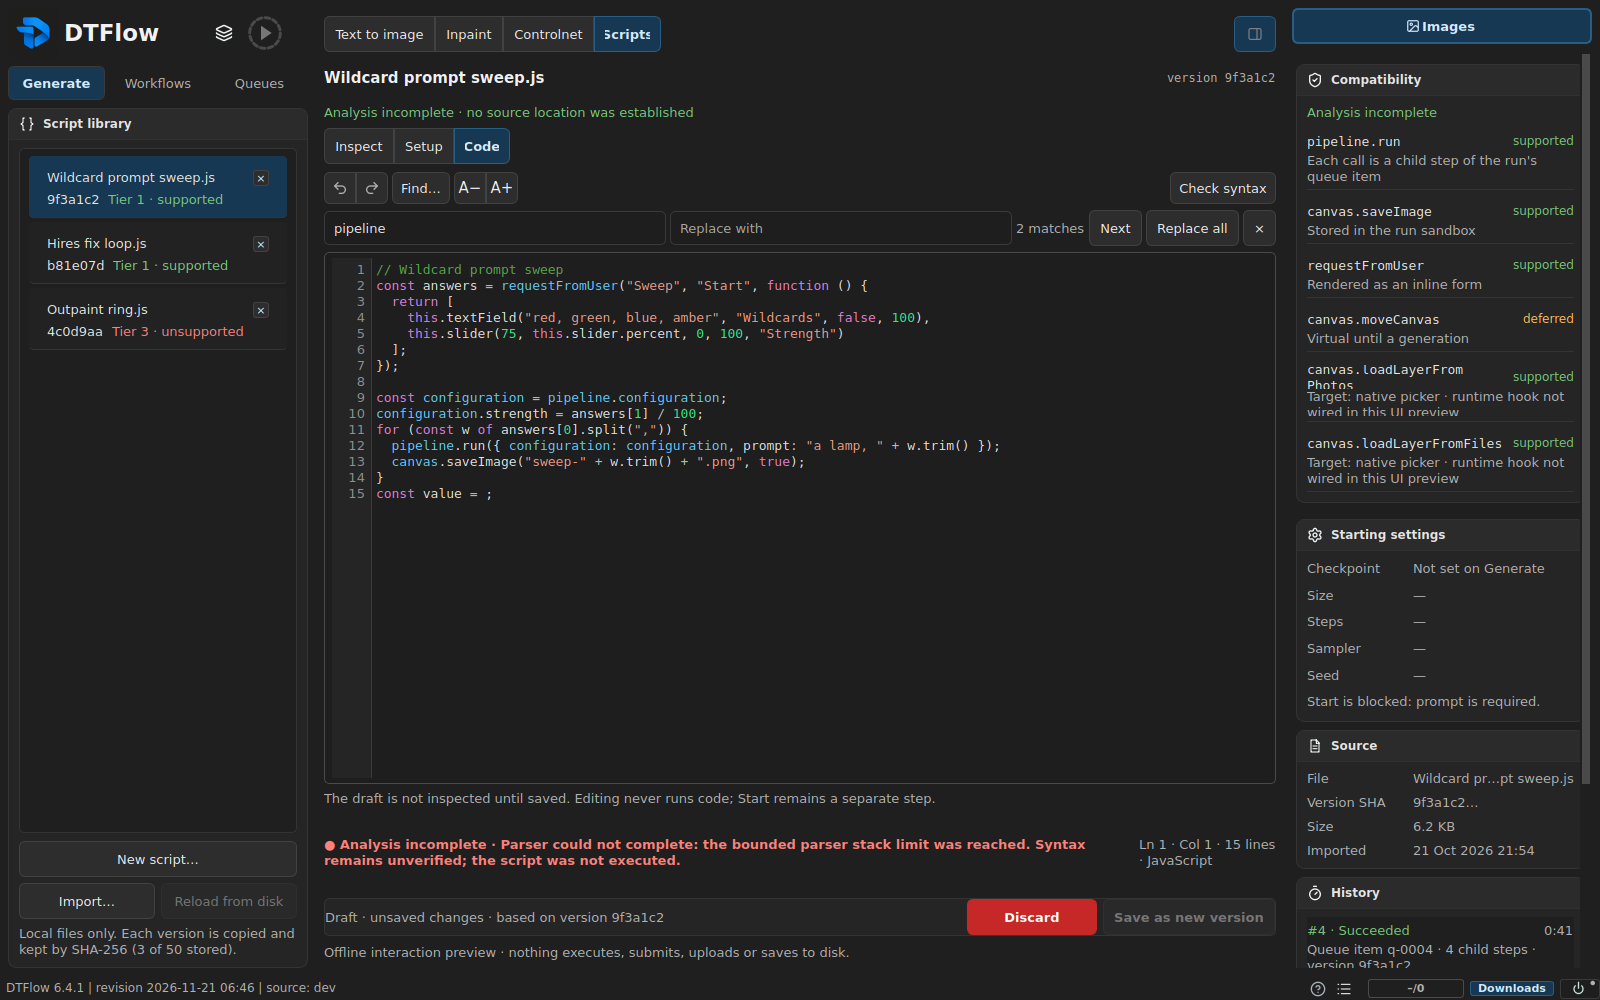 DTFlow
Generate
Workflows
Queues
Script library
Wildcard prompt sweep.js
×
9f3a1c2 Tier 1 · supported
Hires fix loop.js
×
b81e07d Tier 1 · supported
Outpaint ring.js
×
4c0d9aa Tier 3 · unsupported
New script…
Import…
Reload from disk
Local files only. Each version is copied and
kept by SHA-256 (3 of 50 stored).
Text to image
Inpaint
Controlnet
Scripts
Wildcard prompt sweep.js
version 9f3a1c2
Analysis incomplete · no source location was established
Inspect
Setup
Code
Find…
A−
A+
Check syntax
pipeline
Replace with
2 matches
Next
Replace all
×
1 // Wildcard prompt sweep
2 const answers = requestFromUser("Sweep", "Start", function () {
3   return [
4     this.textField("red, green, blue, amber", "Wildcards", false, 100),
5     this.slider(75, this.slider.percent, 0, 100, "Strength")
6   ];
7 });
8
9 const configuration = pipeline.configuration;
10 configuration.strength = answers[1] / 100;
11 for (const w of answers[0].split(",")) {
12   pipeline.run({ configuration: configuration, prompt: "a lamp, " + w.trim() });
13   canvas.saveImage("sweep-" + w.trim() + ".png", true);
14 }
15 const value = ;
The draft is not inspected until saved. Editing never runs code; Start remains a separate step.
● Analysis incomplete · Parser could not complete: the bounded parser stack limit was reached. Syntax
remains unverified; the script was not executed.
Ln 1 · Col 1 · 15 lines
· JavaScript
Draft · unsaved changes · based on version 9f3a1c2
Discard
Save as new version
Offline interaction preview · nothing executes, submits, uploads or saves to disk.
Images
Compatibility
Analysis incomplete
pipeline.run supported
Each call is a child step of the run's
queue item
canvas.saveImage supported
Stored in the run sandbox
requestFromUser supported
Rendered as an inline form
canvas.moveCanvas deferred
Virtual until a generation
canvas.loadLayerFrom
Photos
supported
Target: native picker · runtime hook not
wired in this UI preview
canvas.loadLayerFromFiles supported
Target: native picker · runtime hook not
wired in this UI preview
Starting settings
Checkpoint Not set on Generate
Size —
Steps —
Sampler —
Seed —
Start is blocked: prompt is required.
Source
File Wildcard pr…pt sweep.js
Version SHA 9f3a1c2…
Size 6.2 KB
Imported 21 Oct 2026 21:54
History
#4 · Succeeded 0:41
Queue item q-0004 · 4 child steps ·
version 9f3a1c2
DTFlow 6.4.1 | revision 2026-11-21 06:46 | source: dev
–/0
Downloads